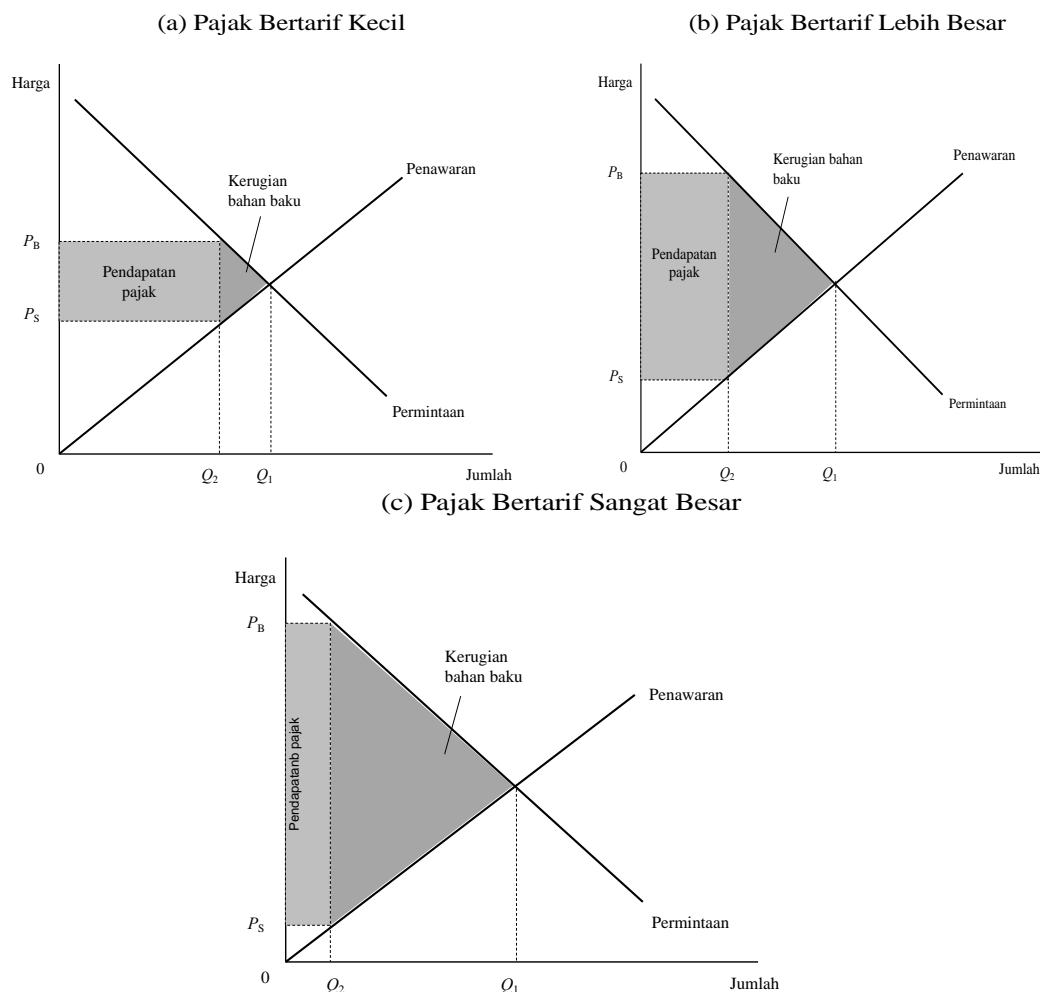 (a) Pajak Bertarif Kecil
Harga
Penawaran
Kerugian
bahan baku
P_B
Pendapatan
pajak
P_S
Permintaan
0
Q_2
Q_1
Jumlah
(b) Pajak Bertarif Lebih Besar
Harga
Kerugian bahan
baku
Penawaran
P_B
Pendapatan
pajak
P_S
Permintaan
0
Q_2
Q_1
Jumlah
(c) Pajak Bertarif Sangat Besar
Harga
P_B
Kerugian
bahan baku
Penawaran
Pendapatanb pajak
P_S
Permintaan
0
Q_2
Q_1
Jumlah